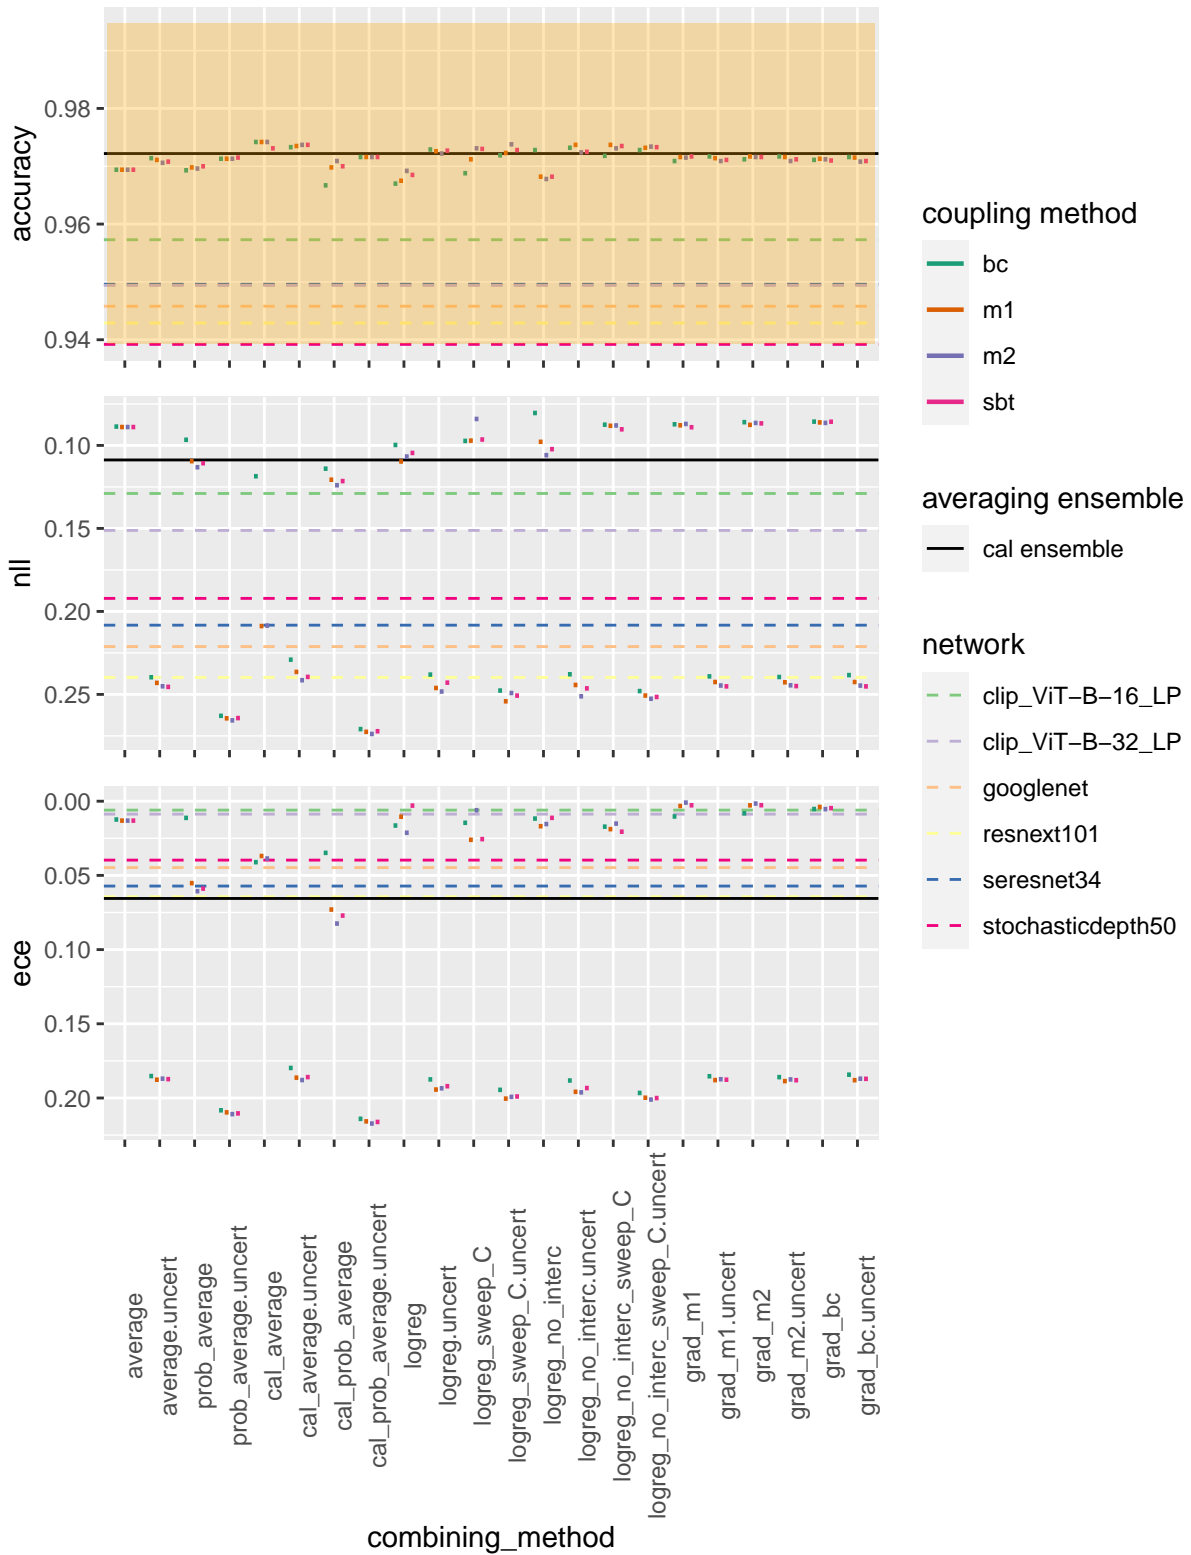 accuracy
0.98
0.96
0.94
nll
0.10
0.15
0.20
0.25
ece
0.00
0.05
0.10
0.15
0.20
average
average.uncert
prob_average
prob_average.uncert
cal_average
cal_average.uncert
cal_prob_average
cal_prob_average.uncert
logreg
logreg.uncert
logreg_sweep_C
logreg_sweep_C.uncert
logreg_no_interc
logreg_no_interc.uncert
logreg_no_interc_sweep_C
logreg_no_interc_sweep_C.uncert
grad_m1
grad_m1.uncert
grad_m2
grad_m2.uncert
grad_bc
grad_bc.uncert
combining_method
coupling method
bc
m1
m2
sbt
averaging ensemble
cal ensemble
network
clip_ViT−B−16_LP
clip_ViT−B−32_LP
googlenet
resnext101
seresnet34
stochasticdepth50